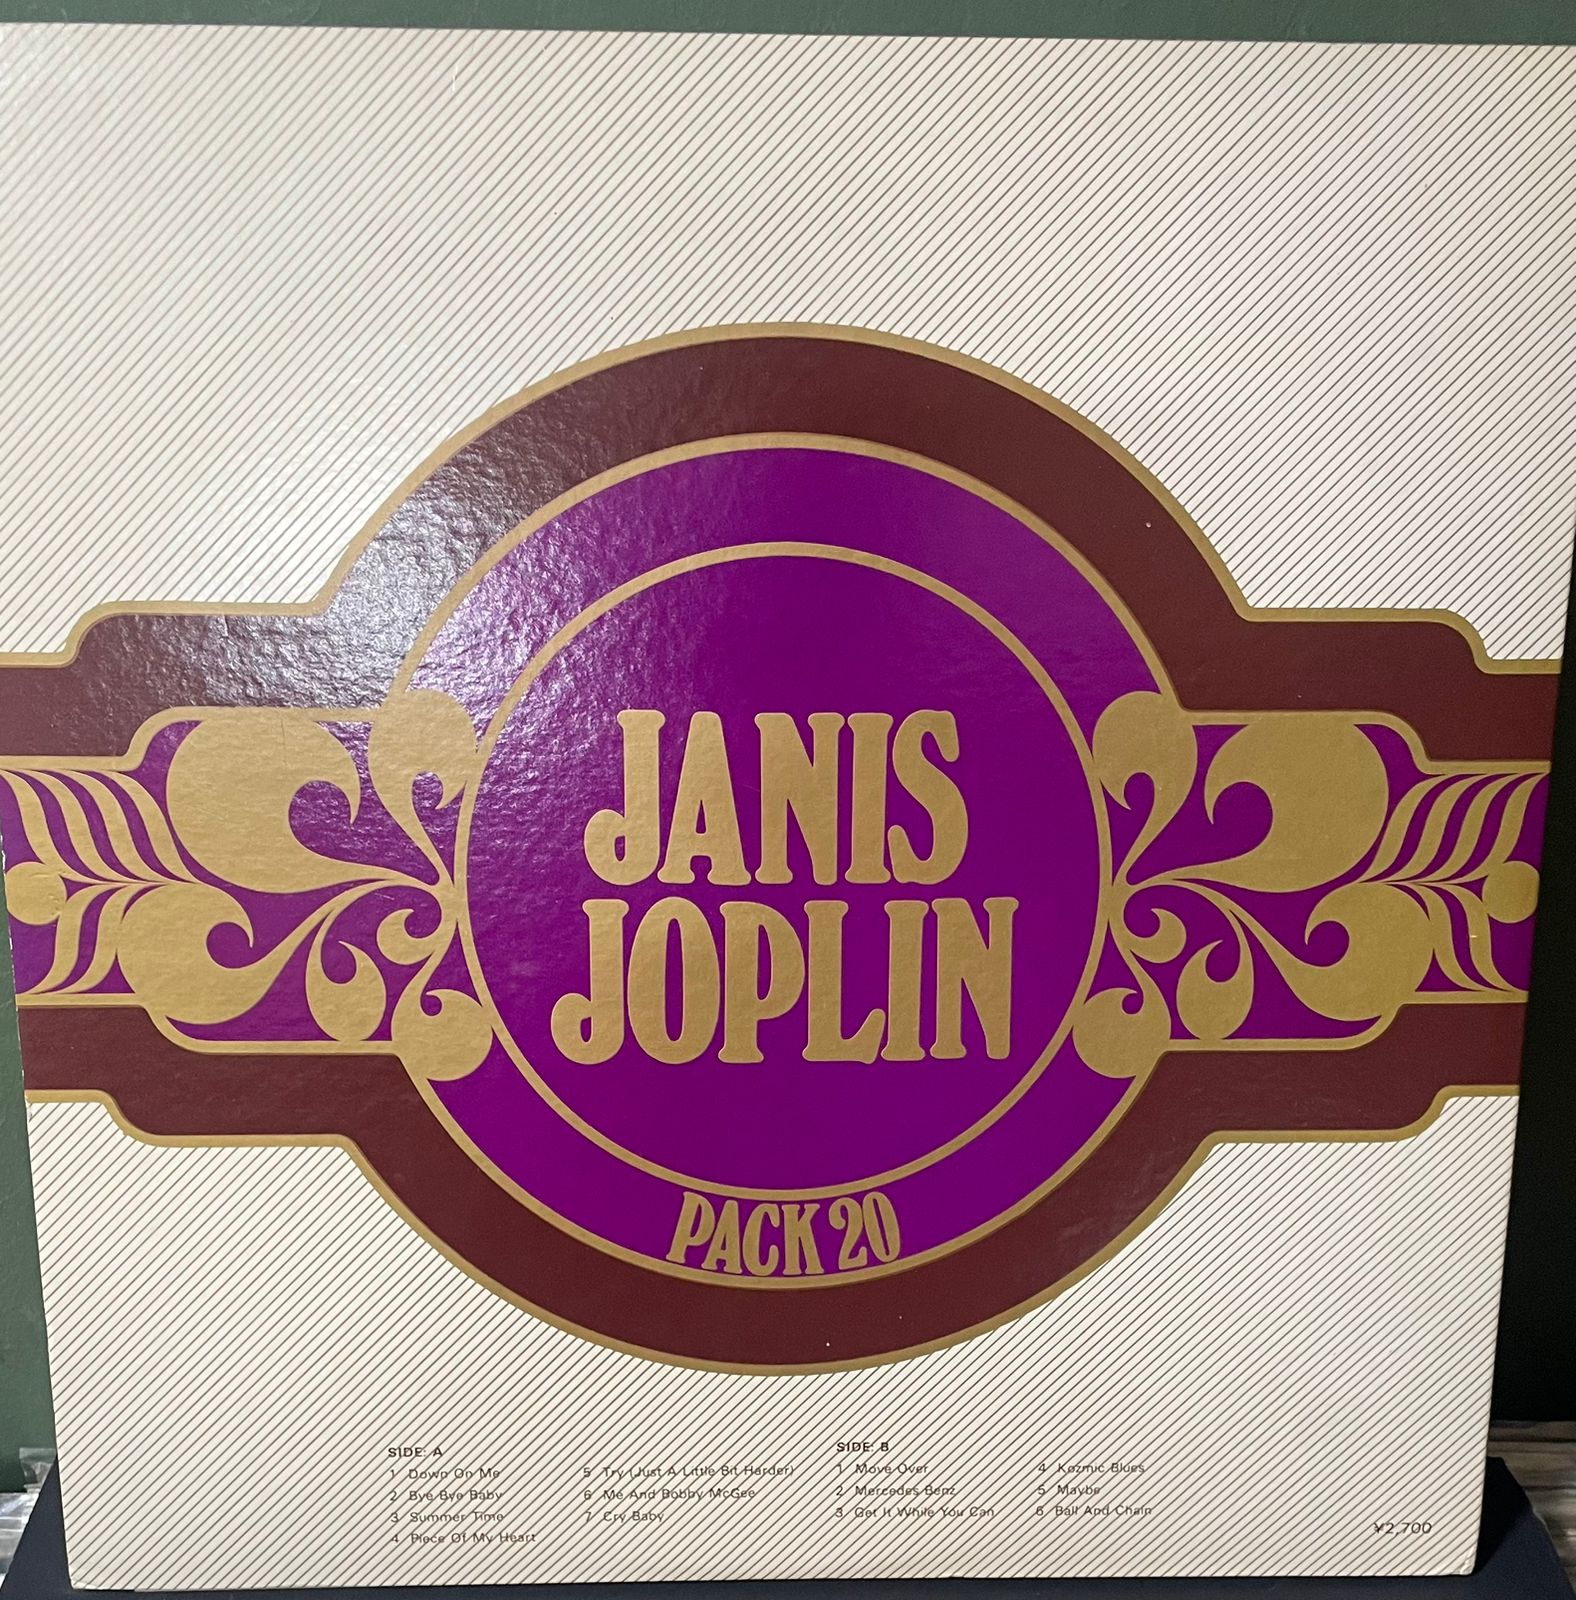 JANIS
JOPLIN
PACK 20
SIDE: A
1 Down On Me
2 Bye Bye Baby
3 Summer Time
4 Piece Of My Heart
5 Try (Just A Little Bit Harder)
6 Me And Bobby McGee
7 Cry Baby
SIDE: B
1 Move Over
2 Mercedes Benz
3 Get It While You Can
4 Kozmic Blues
5 Maybe
6 Ball And Chain
¥2,700